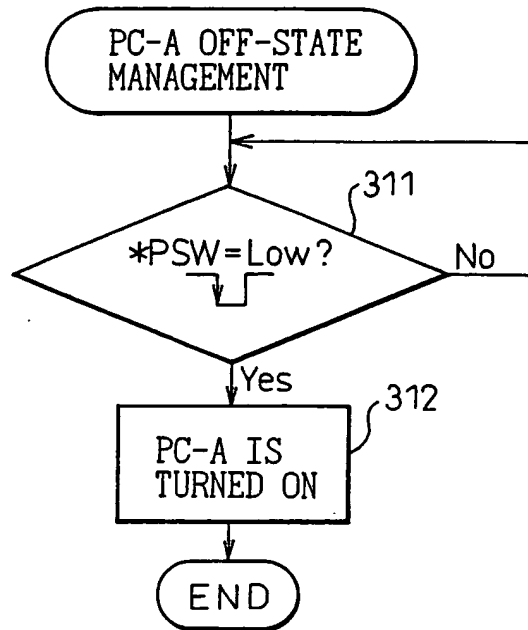 PC-A OFF-STATE
MANAGEMENT
311
*PSW=Low?
No
Yes
312
PC-A IS
TURNED ON
END